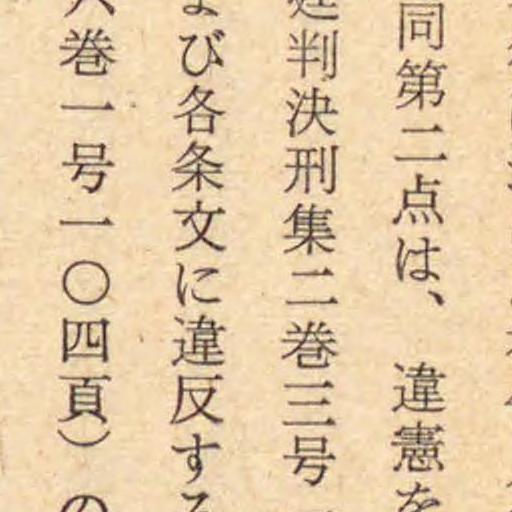 同第二点は、違憲を
廷判決刑集二巻三号
よび各条文に違反する
巻一号一〇四頁)の